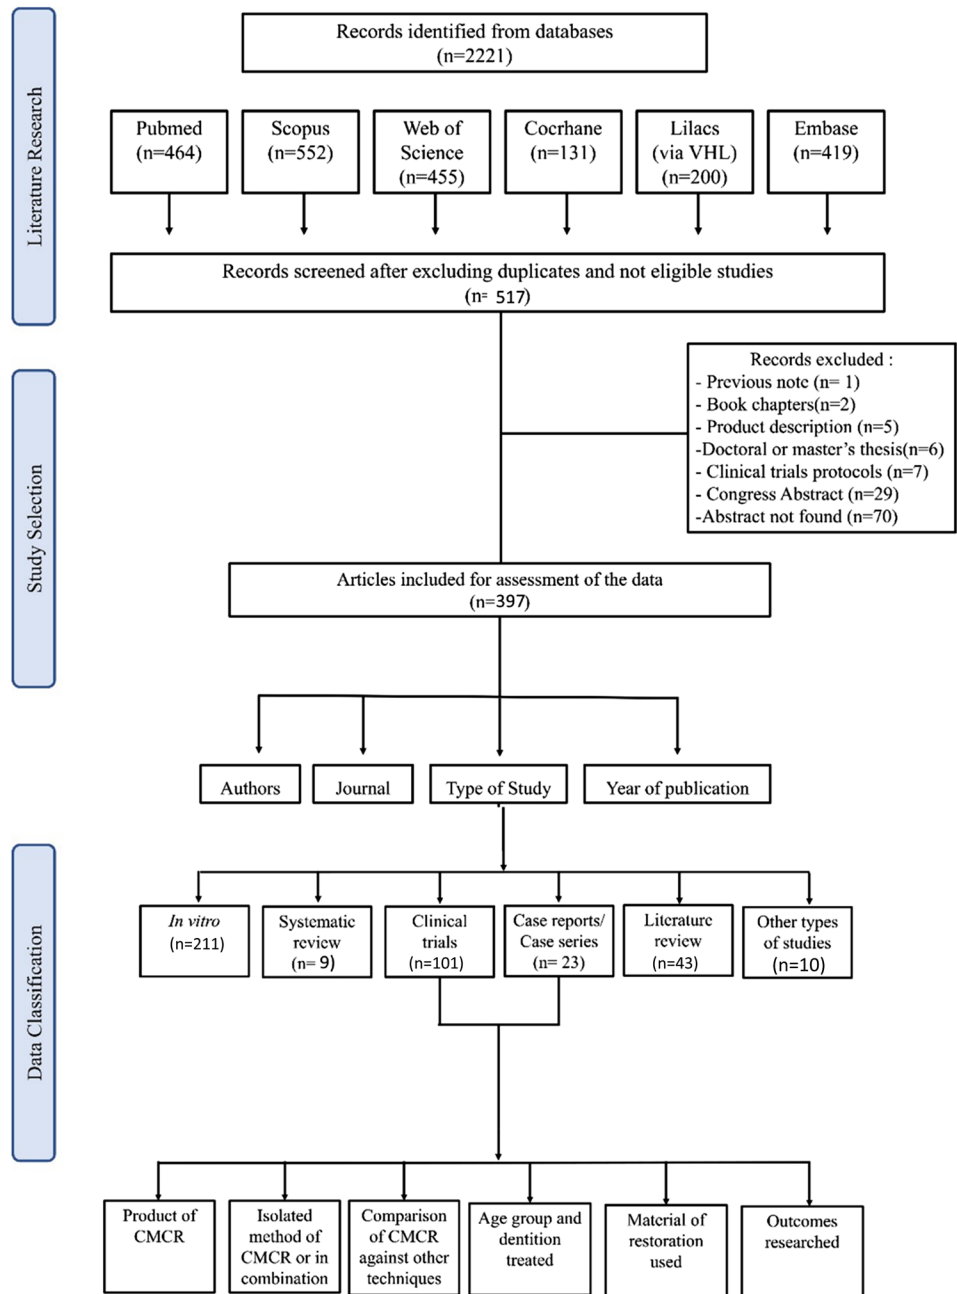 Literature Research
Records identified from databases
(n=2221)
Pubmed
(n=464)
Scopus
(n=552)
Web of
Science
(n=455)
Cocrhane
(n=131)
Lilacs
(via VHL)
(n=200)
Embase
(n=419)
Records screened after excluding duplicates and not eligible studies
(n= 517)
Study Selection
Records excluded :
- Previous note (n= 1)
- Book chapters(n=2)
- Product description (n=5)
-Doctoral or master's thesis(n=6)
- Clinical trials protocols (n=7)
- Congress Abstract (n=29)
-Abstract not found (n=70)
Articles included for assessment of the data
(n=397)
Authors
Journal
Type of Study
Year of publication
Data Classification
In vitro
(n=211)
Systematic
review
(n= 9)
Clinical
trials
(n=101)
Case reports/
Case series
(n= 23)
Literature
review
(n=43)
Other types
of studies
(n=10)
Product of
CMCR
Isolated
method of
CMCR or in
combination
Comparison
of CMCR
against other
techniques
Age group and
dentition
treated
Material of
restoration
used
Outcomes
researched